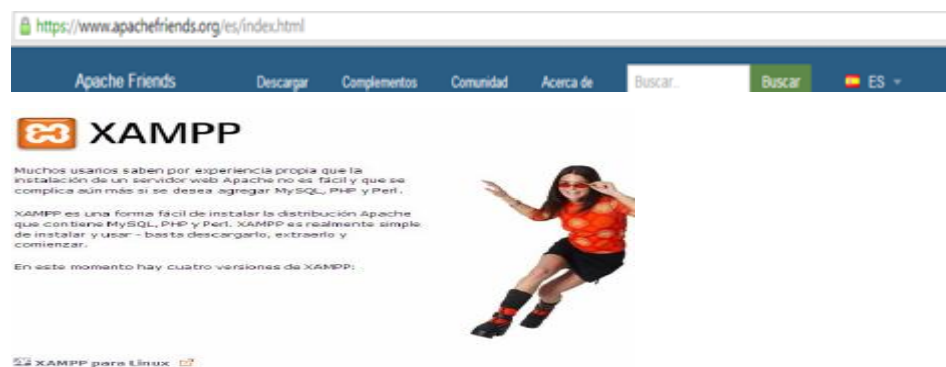 https://www.apachefriends.org/es/index.html
Apache Friends Descargar Complementos Comunidad Acerca de Buscar... Buscar ES
XAMPP
Muchos usarios saben por experiencia propia que la
instalación de un servidor web Apache no es fácil y que se
complica aún más si se desea agregar MySQL, PHP y Perl.
XAMPP es una forma fácil de instalar la distribución Apache
que contiene MySQL, PHP y Perl. XAMPP es realmente simple
de instalar y usar - basta descargarlo, extraerlo y
comienzar.
En este momento hay cuatro versiones de XAMPP:
XAMPP para Linux